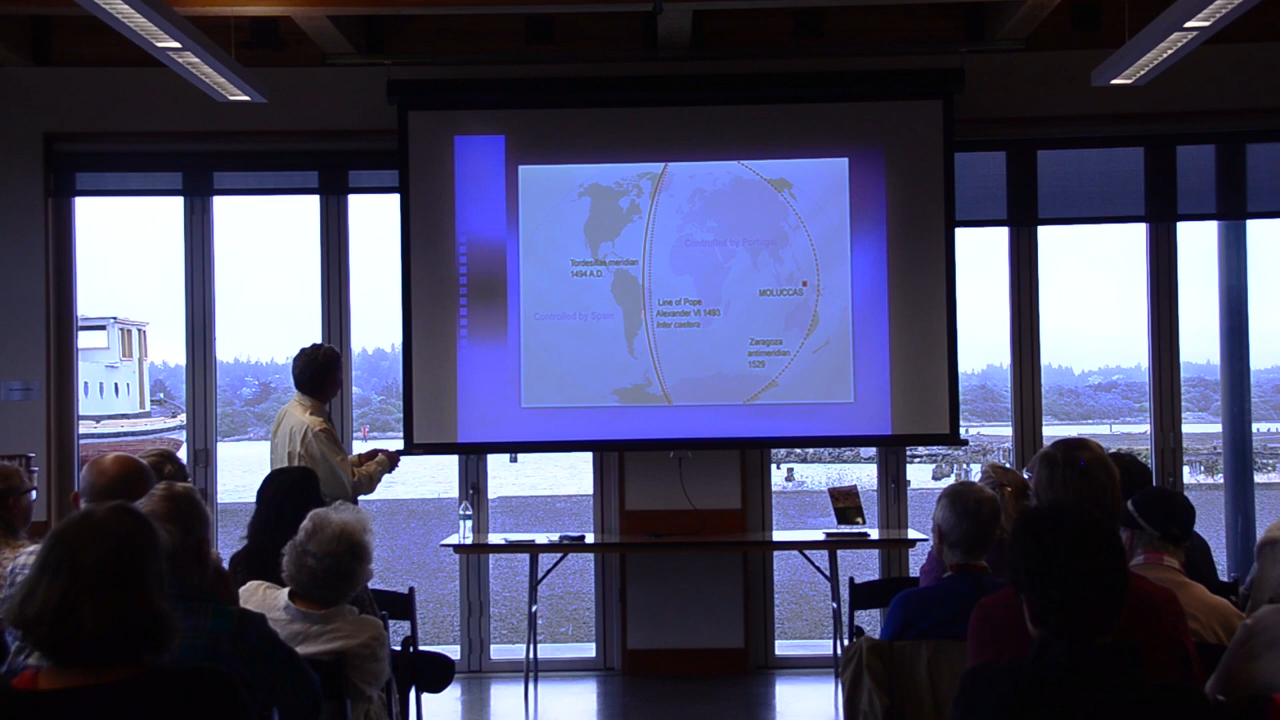 Controlled by Portugal
Tordesillas meridian
1494 A.D.
MOLUCCAS
Line of Pope
Alexander VI 1493
Inter caetera
Controlled by Spain
Zaragoza
antimeridian
1529